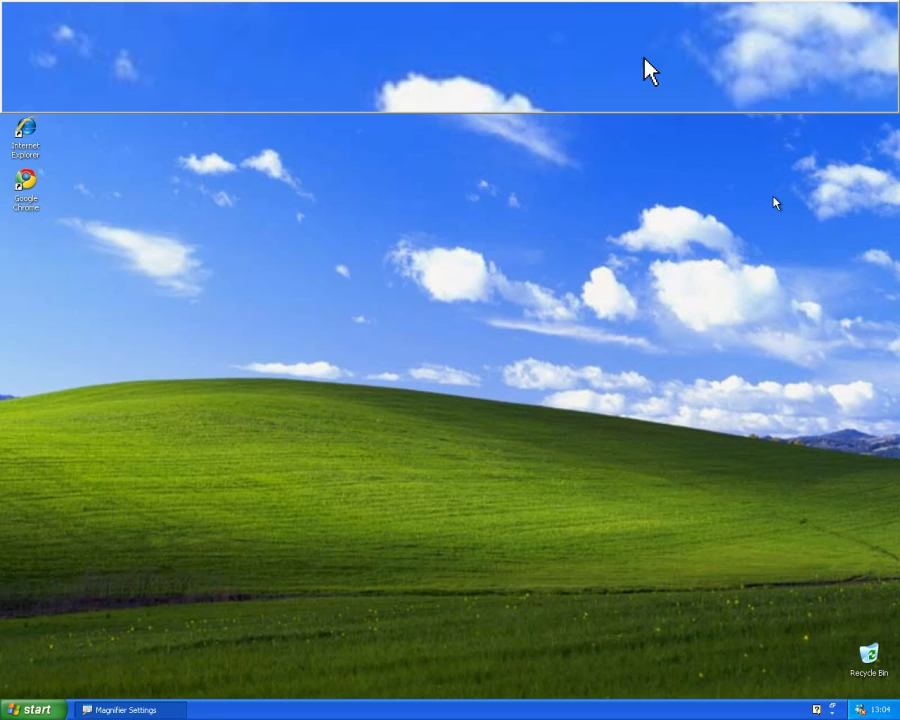 Internet
Explorer
Google
Chrome
Recycle Bin
start
Magnifier Settings
?
13:04